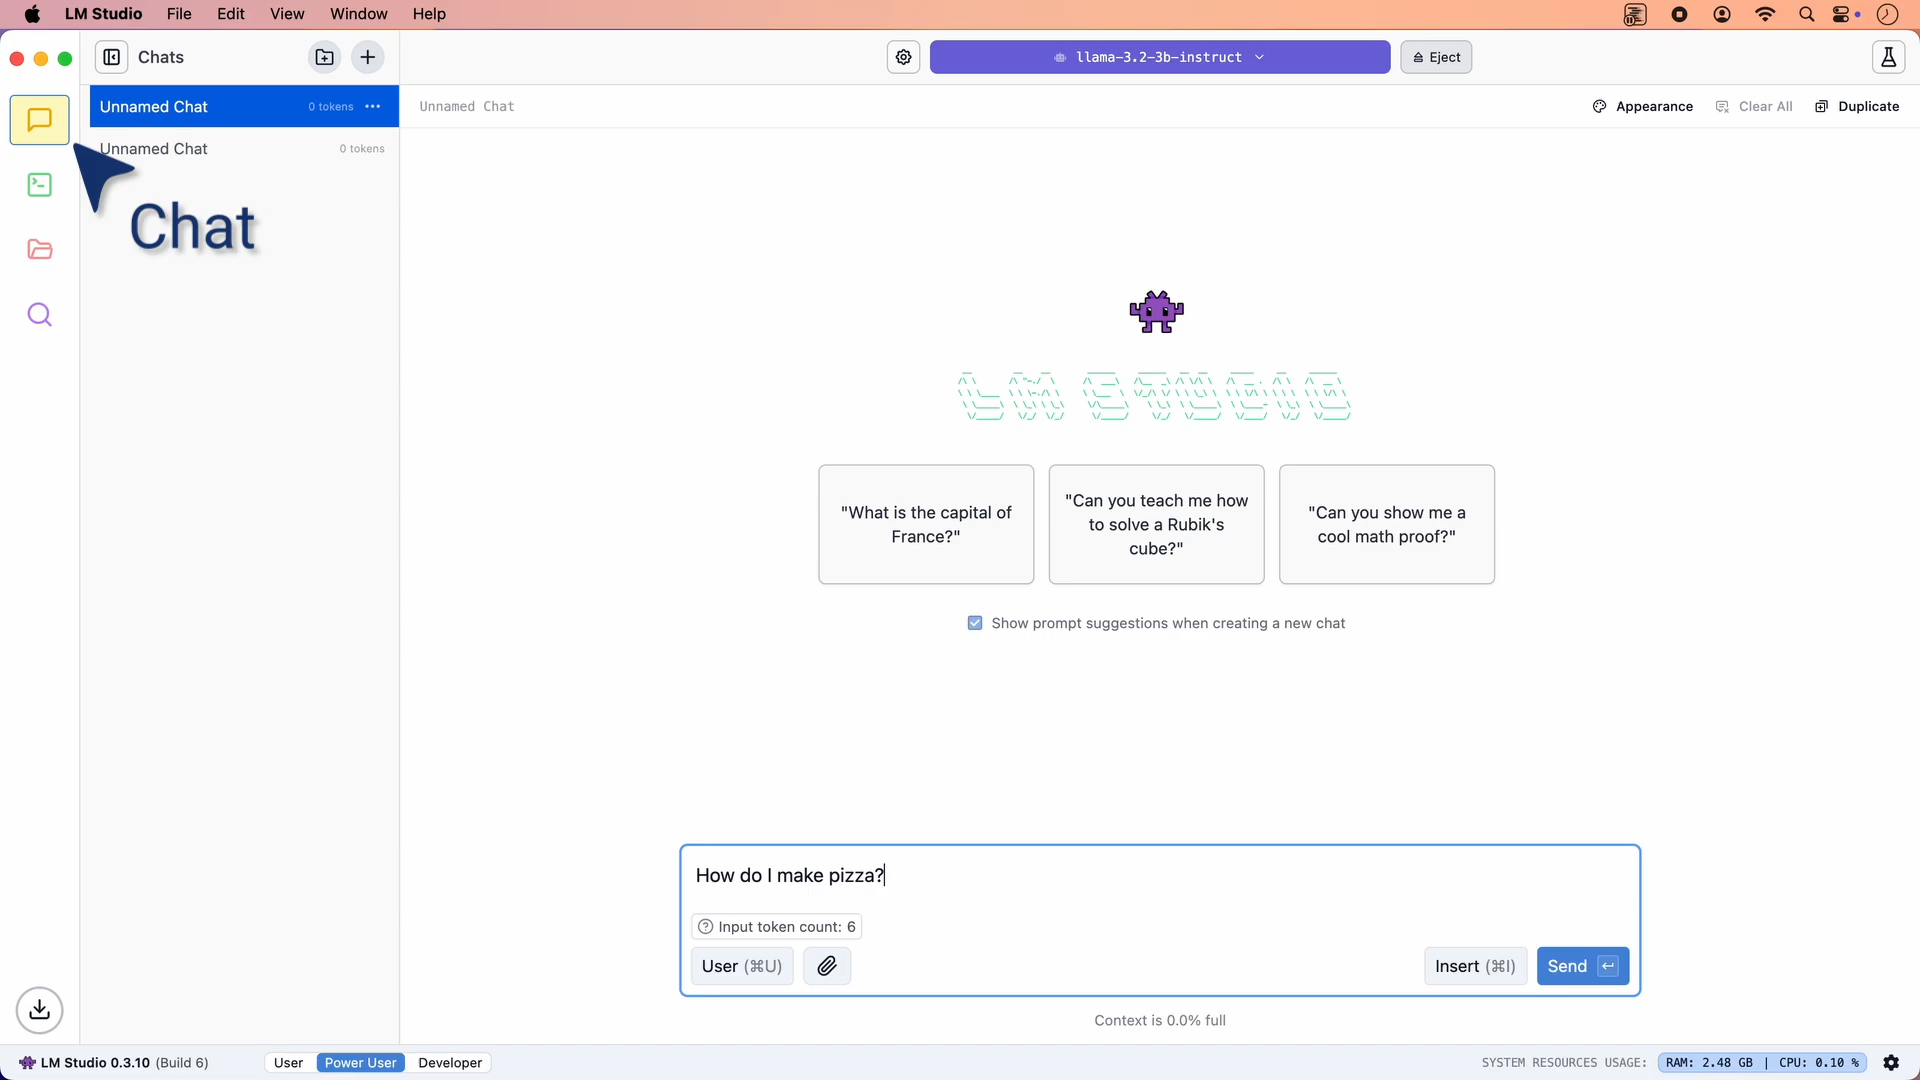 LM Studio File Edit View Window Help
Chats
llama-3.2-3b-instruct
Eject
Unnamed Chat 0 tokens
Unnamed Chat
Appearance Clear All Duplicate
Unnamed Chat 0 tokens
Chat
LM STUDIO
"What is the capital of
France?"
"Can you teach me how
to solve a Rubik's
cube?"
"Can you show me a
cool math proof?"
Show prompt suggestions when creating a new chat
How do I make pizza?
Input token count: 6
User (⌘U)
Insert (⌘I)
Send
Context is 0.0% full
LM Studio 0.3.10 (Build 6)
User Power User Developer
SYSTEM RESOURCES USAGE: RAM: 2.48 GB | CPU: 0.10 %